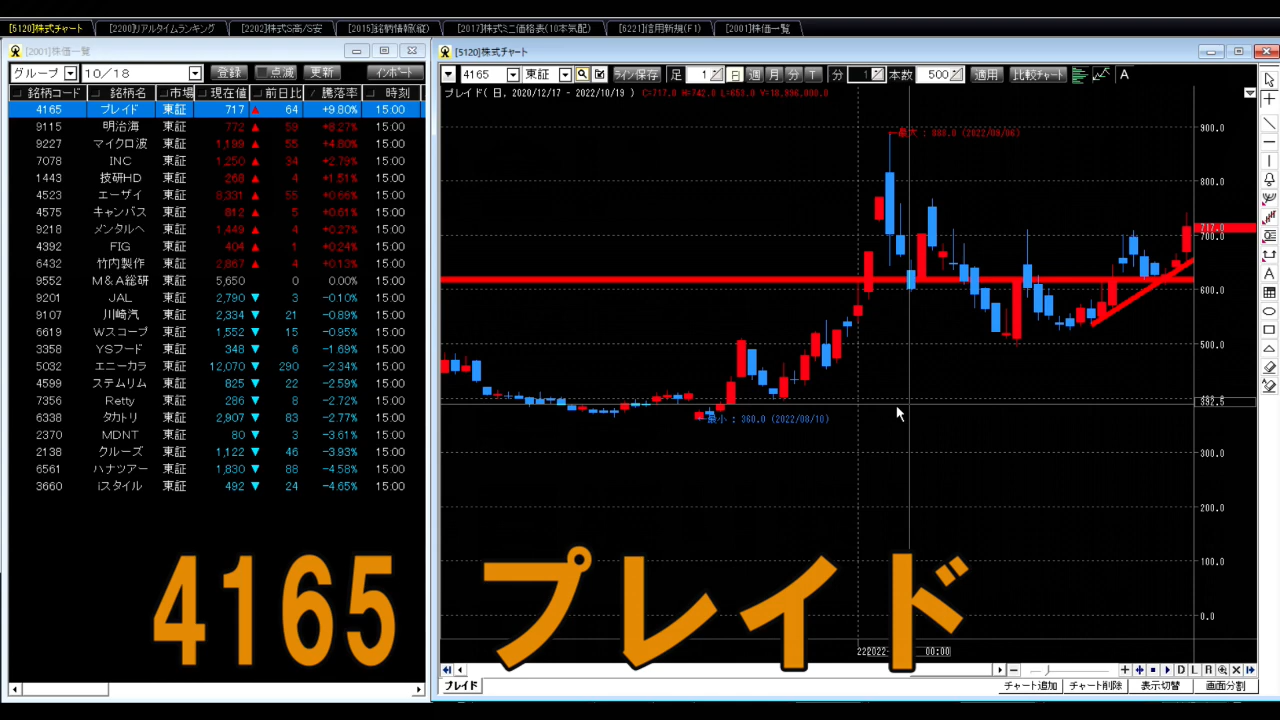 [5120]株式チャート [2200]リアルタイムランキング [2202]株式S高/S安 [2015]銘柄情報(縦) [2017]株式ミニ価格表(10本気配) [6221]信用新規(F1) [2001]株価一覧
[2001]株価一覧
グループ 10/18 登録 点滅 更新 インポート
銘柄コード 銘柄名 市場 現在値 前日比 騰落率 時刻
4165 プレイド 東証 717 ▲ 64 +9.80% 15:00
9115 明治海 東証 772 ▲ 59 +8.27% 15:00
9227 マイクロ波 東証 1,199 ▲ 55 +4.80% 15:00
7078 INC 東証 1,250 ▲ 34 +2.79% 15:00
1443 技研HD 東証 268 ▲ 4 +1.51% 15:00
4523 エーザイ 東証 8,331 ▲ 55 +0.66% 15:00
4575 キャンバス 東証 812 ▲ 5 +0.61% 15:00
9218 メンタルヘ 東証 1,449 ▲ 4 +0.27% 15:00
4392 FIG 東証 404 ▲ 1 +0.24% 15:00
6432 竹内製作 東証 2,867 ▲ 4 +0.13% 15:00
9552 M&A総研 東証 5,650 0 0.00% 15:00
9201 JAL 東証 2,790 ▼ 3 -0.10% 15:00
9107 川崎汽 東証 2,334 ▼ 21 -0.89% 15:00
6619 Wスコープ 東証 1,552 ▼ 15 -0.95% 15:00
3358 YSフード 東証 348 ▼ 6 -1.69% 15:00
5032 エニーカラ 東証 12,070 ▼ 290 -2.34% 15:00
4599 ステムリム 東証 825 ▼ 22 -2.59% 15:00
7356 Retty 東証 286 ▼ 8 -2.72% 15:00
6338 タカトリ 東証 2,907 ▼ 83 -2.77% 15:00
2370 MDNT 東証 80 ▼ 3 -3.61% 15:00
2138 クルーズ 東証 1,122 ▼ 46 -3.93% 15:00
6561 ハナツアー 東証 1,830 ▼ 88 -4.58% 15:00
3660 iスタイル 東証 492 ▼ 24 -4.65% 15:00
[5120]株式チャート
4165 東証 ライン保存 足 1 日 週 月 分 T 分 1 本数 500 適用 比較チャート A
プレイド( 日, 2020/12/17 - 2022/10/19 ) C=717.0 H=742.0 L=653.0
最大 : 888.0 (2022/09/06)
900.0
800.0
717.0
700.0
600.0
500.0
最小 : 360.0 (2022/08/10)
300.0
200.0
100.0
0.0
00:00
プレイド
チャート追加 チャート削除 表示切替 画面分割
4165 プレイド